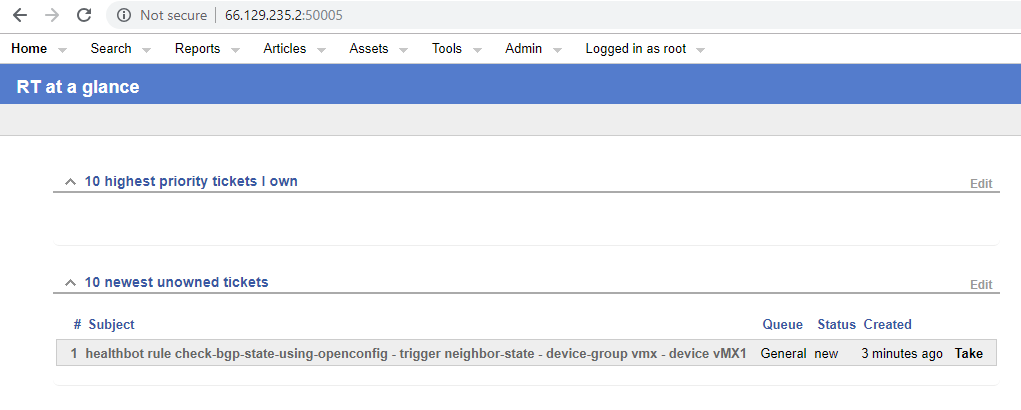 Not secure | 66.129.235.2:50005
Home Search Reports Articles Assets Tools Admin Logged in as root
RT at a glance
10 highest priority tickets I own Edit
10 newest unowned tickets Edit
# Subject Queue Status Created
1 healthbot rule check-bgp-state-using-openconfig - trigger neighbor-state - device-group vmx - device vMX1 General new 3 minutes ago Take